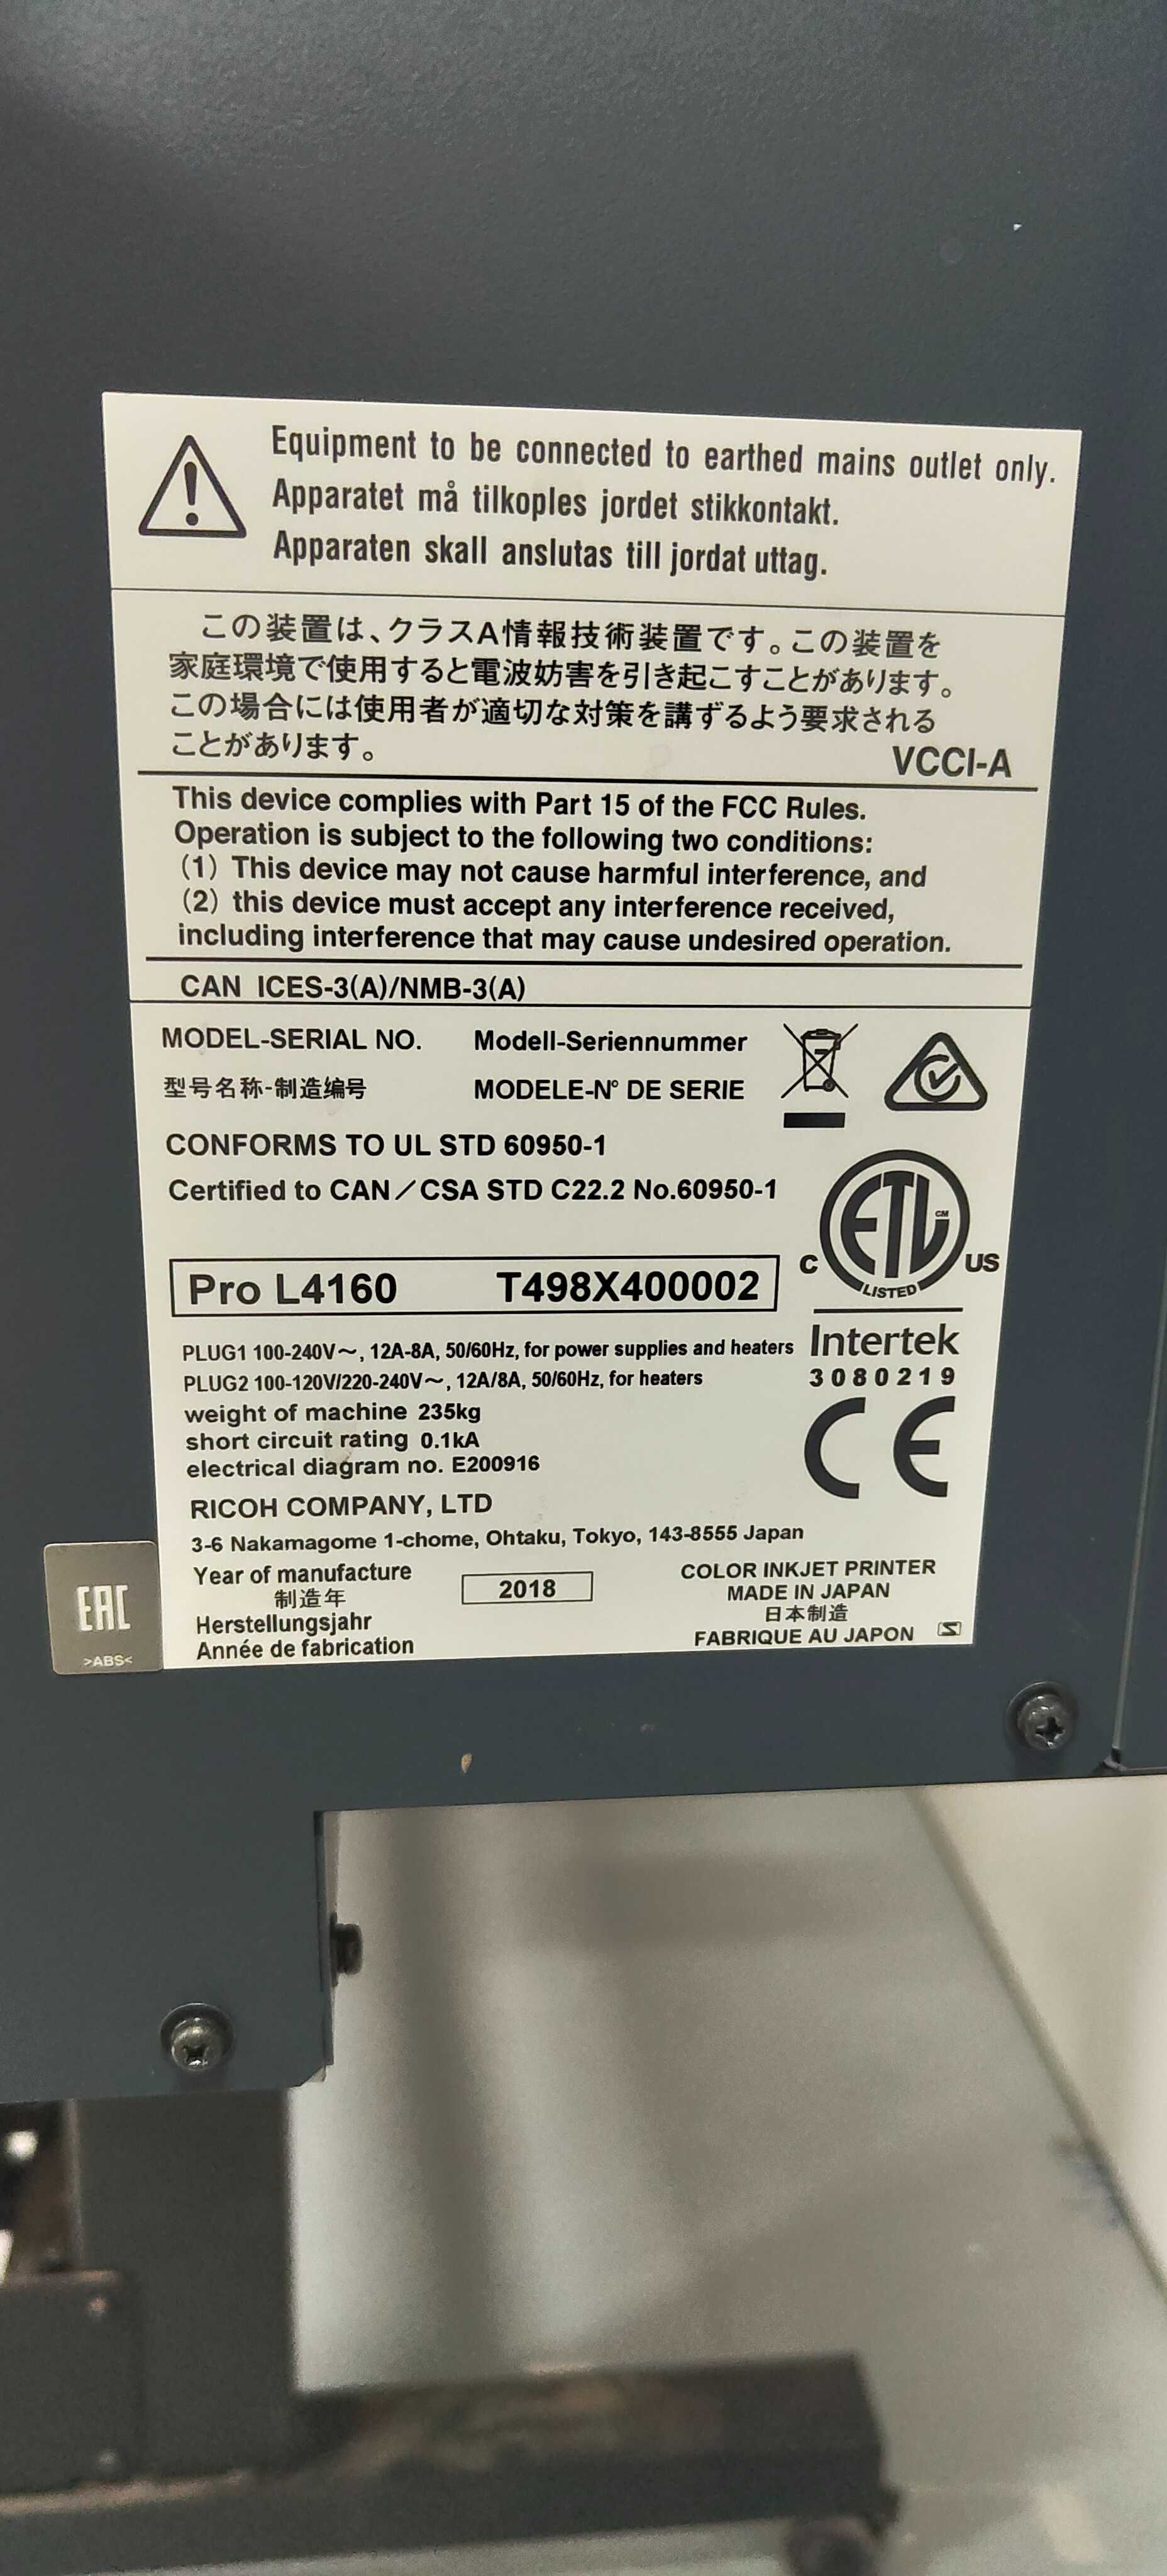 Equipment to be connected to earthed mains outlet only.
Apparatet må tilkoples jordet stikkontakt.
Apparaten skall anslutas till jordat uttag.
この装置は、クラスA情報技術装置です。この装置を
家庭環境で使用すると電波妨害を引き起こすことがあります。
この場合には使用者が適切な対策を講ずるよう要求される
ことがあります。
VCCI-A
This device complies with Part 15 of the FCC Rules.
Operation is subject to the following two conditions:
(1) This device may not cause harmful interference, and
(2) this device must accept any interference received,
including interference that may cause undesired operation.
CAN ICES-3(A)/NMB-3(A)
MODEL-SERIAL NO. Modell-Seriennummer
型号名称-制造编号 MODELE-N° DE SERIE
CONFORMS TO UL STD 60950-1
Certified to CAN／CSA STD C22.2 No.60950-1
ETL CM
C US
LISTED
Intertek
3080219
CE
Pro L4160 T498X400002
PLUG1 100-240V～, 12A-8A, 50/60Hz, for power supplies and heaters
PLUG2 100-120V/220-240V～, 12A/8A, 50/60Hz, for heaters
weight of machine 235kg
short circuit rating 0.1kA
electrical diagram no. E200916
RICOH COMPANY, LTD
3-6 Nakamagome 1-chome, Ohtaku, Tokyo, 143-8555 Japan
Year of manufacture
制造年
Herstellungsjahr
Année de fabrication
2018
COLOR INKJET PRINTER
MADE IN JAPAN
日本制造
FABRIQUE AU JAPON
S
EAC
>ABS<